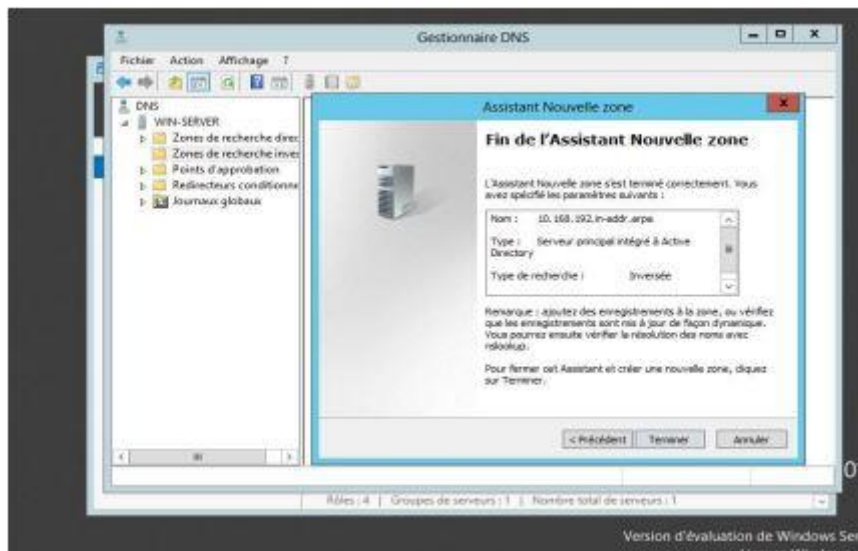 Gestionnaire DNS
Fichier Action Affichage ?
DNS
WIN-SERVER
Zones de recherche direc
Zones de recherche inver
Points d'approbation
Redirecteurs conditionne
Journaux globaux
Assistant Nouvelle zone
Fin de l'Assistant Nouvelle zone
L'Assistant Nouvelle zone s'est terminé correctement. Vous
avez spécifié les paramètres suivants :
Nom : 10.168.192.in-addr.arpa
Type : Serveur principal intégré à Active
Directory
Type de recherche : Inversée
Remarque : ajoutez des enregistrements à la zone, ou vérifiez
que les enregistrements sont mis à jour de façon dynamique.
Vous pourrez ensuite vérifier la résolution des noms avec
nslookup.
Pour fermer cet Assistant et créer une nouvelle zone, cliquez
sur Terminer.
< Précédent Terminer Annuler
Rôles : 4 | Groupes de serveurs : 1 | Nombre total de serveurs : 1
Version d'évaluation de Windows Ser